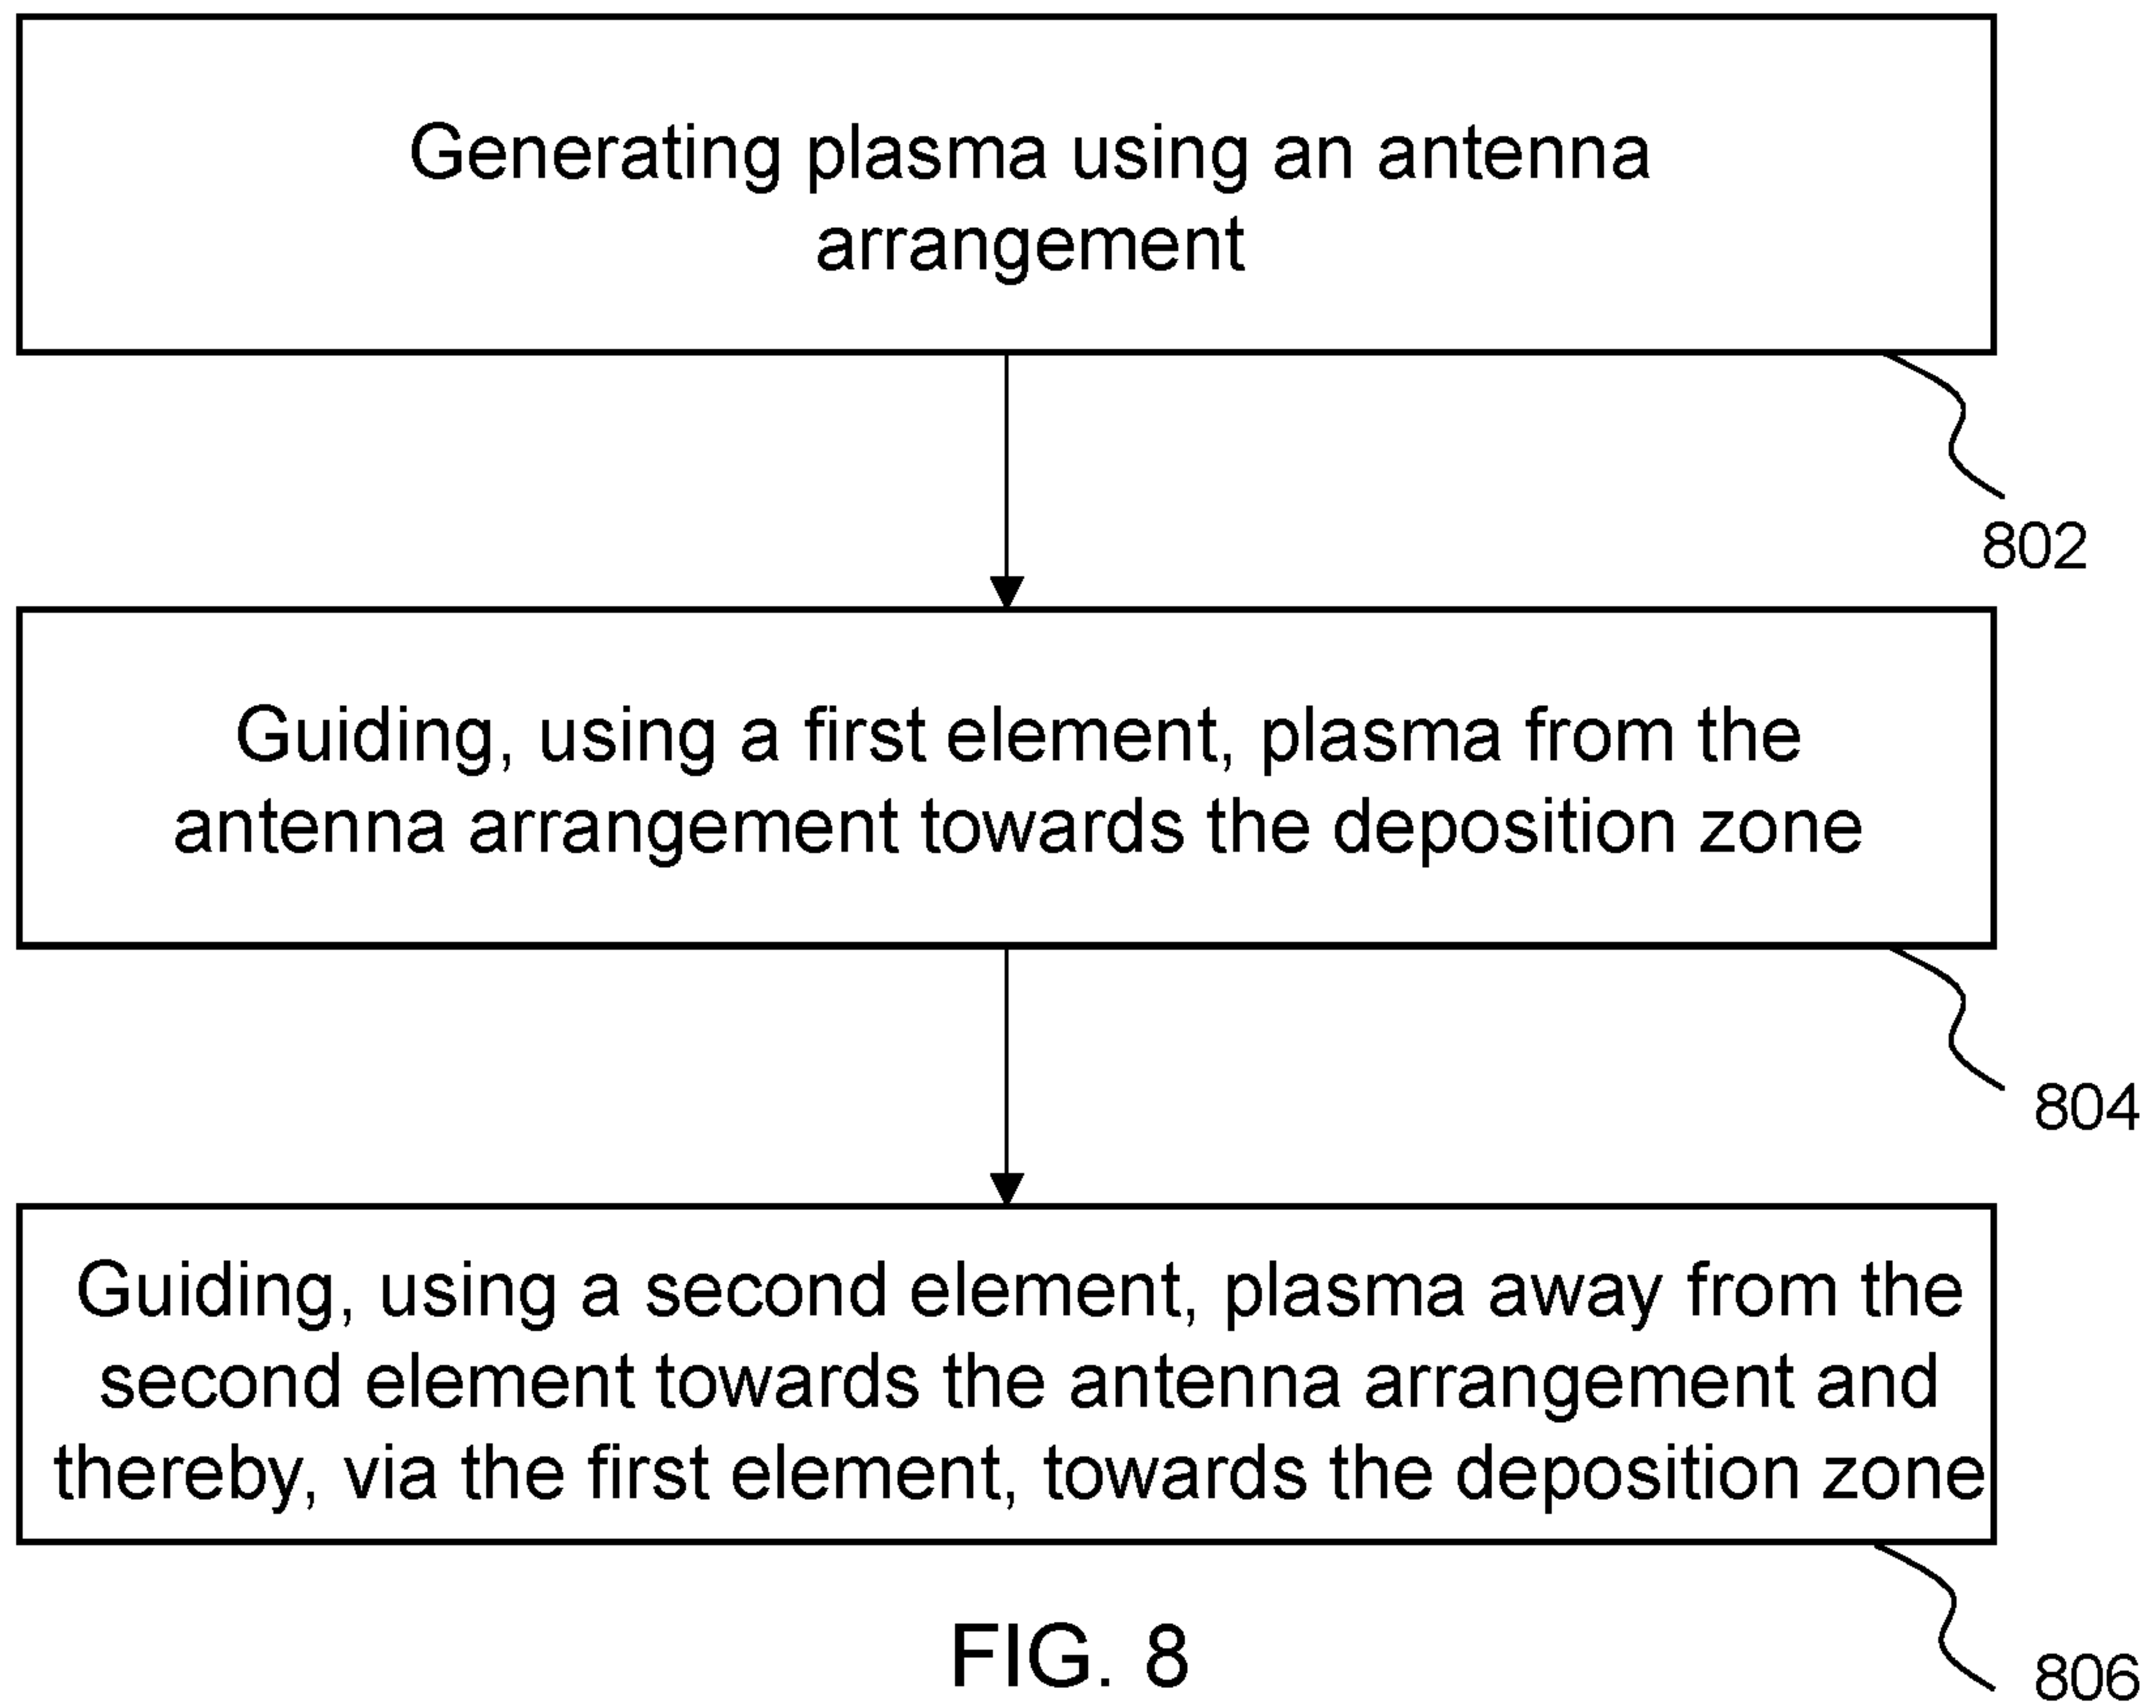 Generating plasma using an antenna
arrangement
802
Guiding, using a first element, plasma from the
antenna arrangement towards the deposition zone
804
Guiding, using a second element, plasma away from the
second element towards the antenna arrangement and
thereby, via the first element, towards the deposition zone
806
FIG. 8